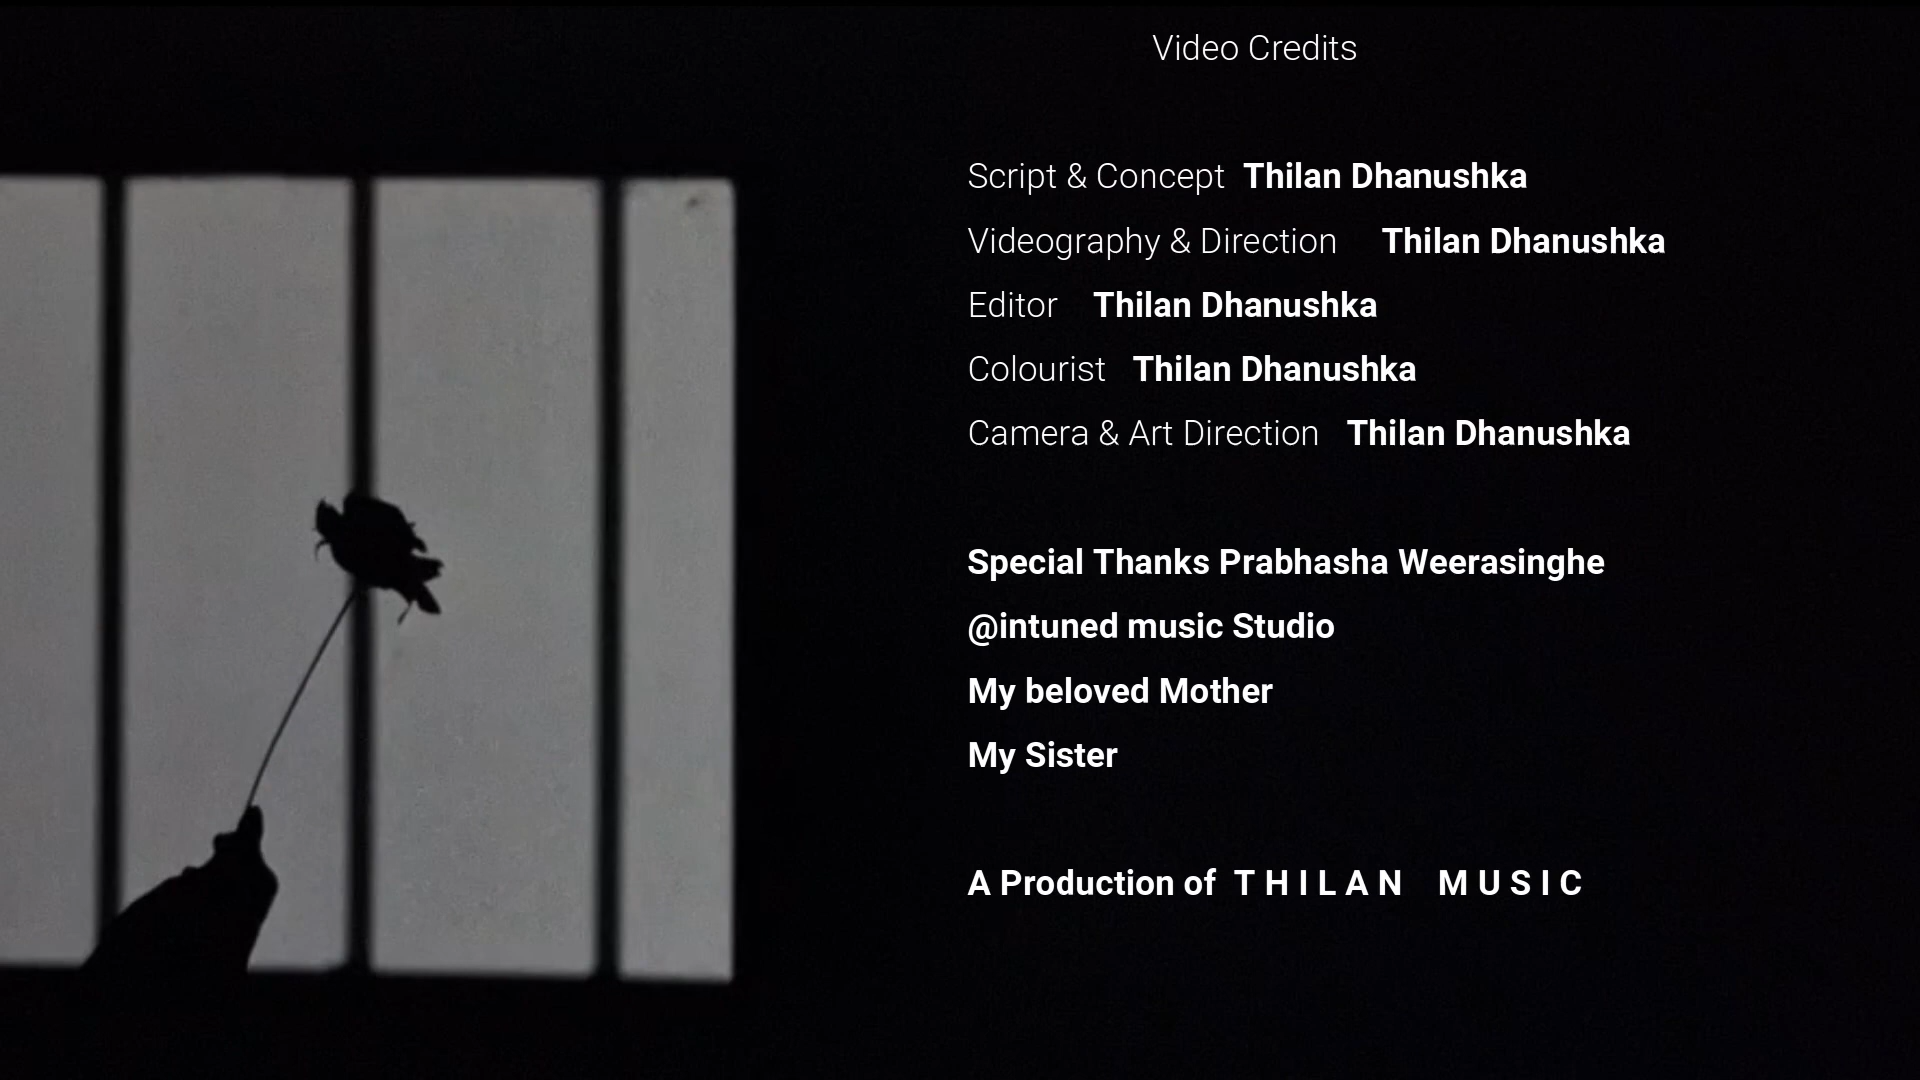 Video Credits
Script & Concept Thilan Dhanushka
Videography & Direction Thilan Dhanushka
Editor Thilan Dhanushka
Colourist Thilan Dhanushka
Camera & Art Direction Thilan Dhanushka
Special Thanks Prabhasha Weerasinghe
@intuned music Studio
My beloved Mother
My Sister
A Production of T H I L A N M U S I C